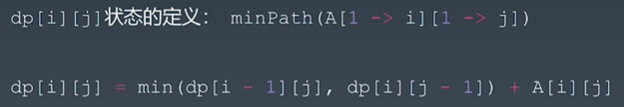 dp[i][j]状态的定义: minPath(A[1 -> i][1 -> j])
dp[i][j] = min(dp[i - 1][j], dp[i][j - 1]) + A[i][j]